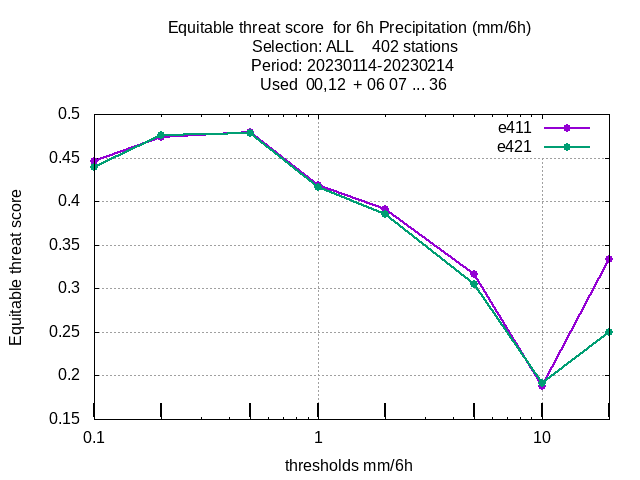 Equitable threat score  for 6h Precipitation (mm/6h)
Selection: ALL    402 stations
Period: 20230114-20230214
Used  00,12  + 06 07 ... 36
e411
e421
0.5
0.45
0.4
0.35
0.3
0.25
0.2
0.15
Equitable threat score
0.1 1 10
thresholds mm/6h